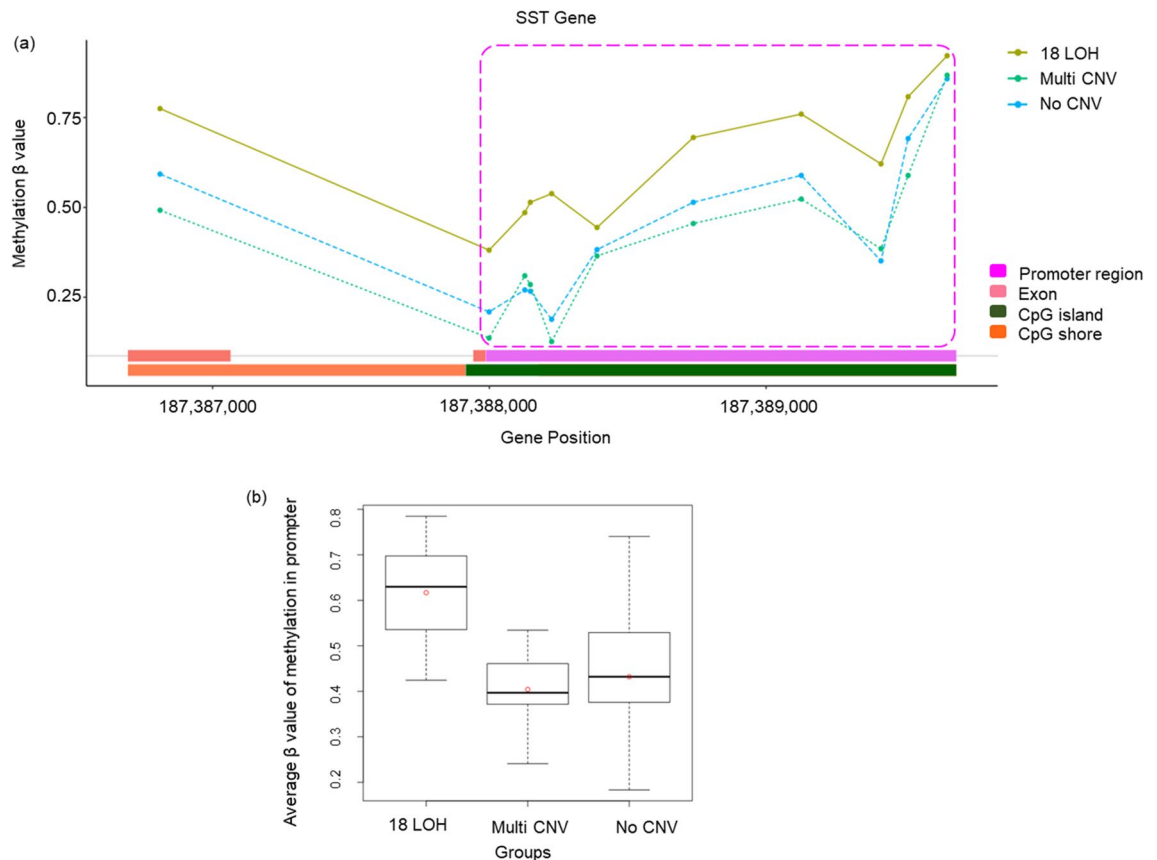 SST Gene
(a)
18 LOH
Multi CNV
No CNV
Methylation β value
0.75
0.50
0.25
Promoter region
Exon
CpG island
CpG shore
187,387,000
187,388,000
187,389,000
Gene Position
(b)
Average β value of methylation in prompter
0.8
0.7
0.6
0.5
0.4
0.3
0.2
18 LOH
Multi CNV
No CNV
Groups